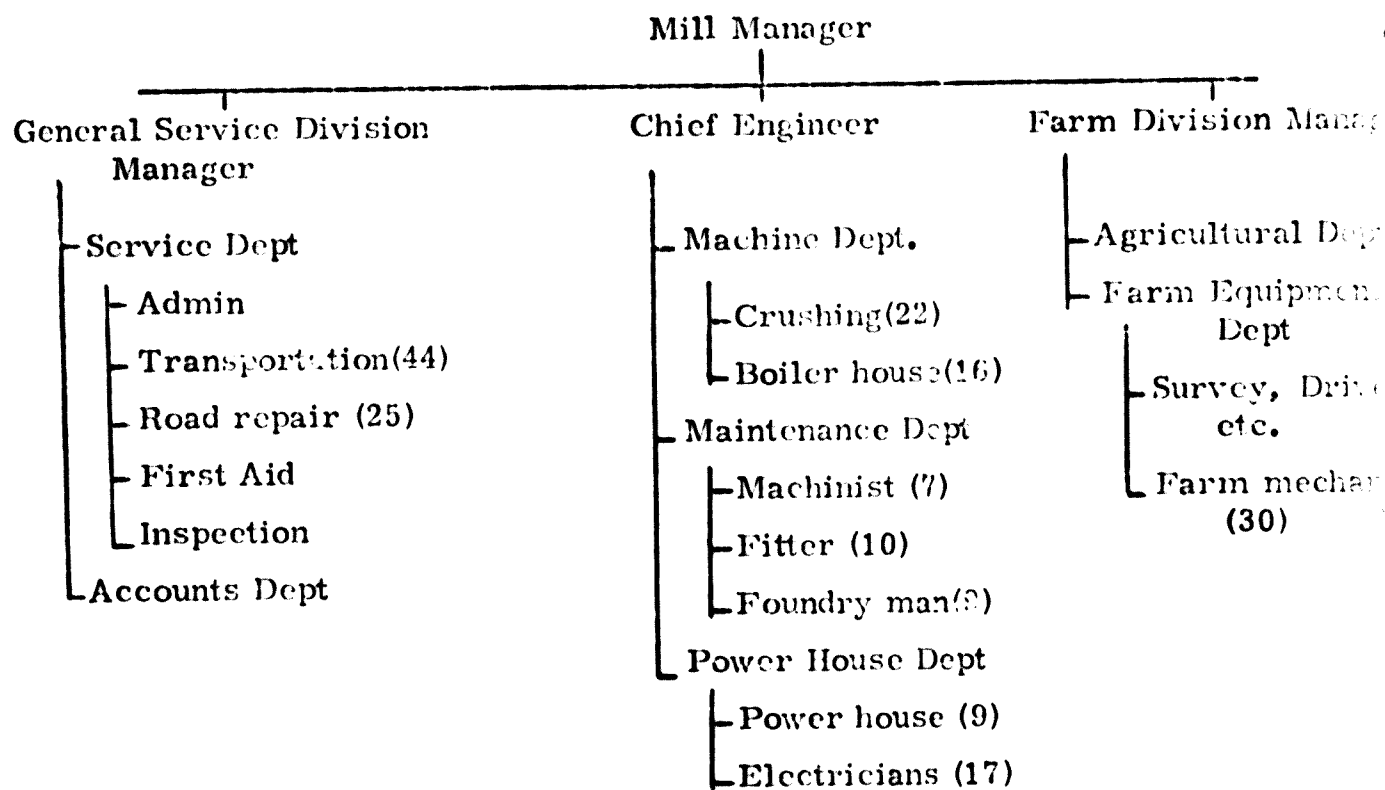 Mill Manager
General Service Division
Manager
Service Dept
Admin
Transportation(44)
Road repair (25)
First Aid
Inspection
Accounts Dept
Chief Engineer
Machine Dept.
Crushing(22)
Boiler house(16)
Maintenance Dept
Machinist (7)
Fitter (10)
Foundry man
Power House Dept
Power house (9)
Electricians (17)
Farm Division
Agricultural
Farm
Dept
Survey,
etc.
Farm
(30)